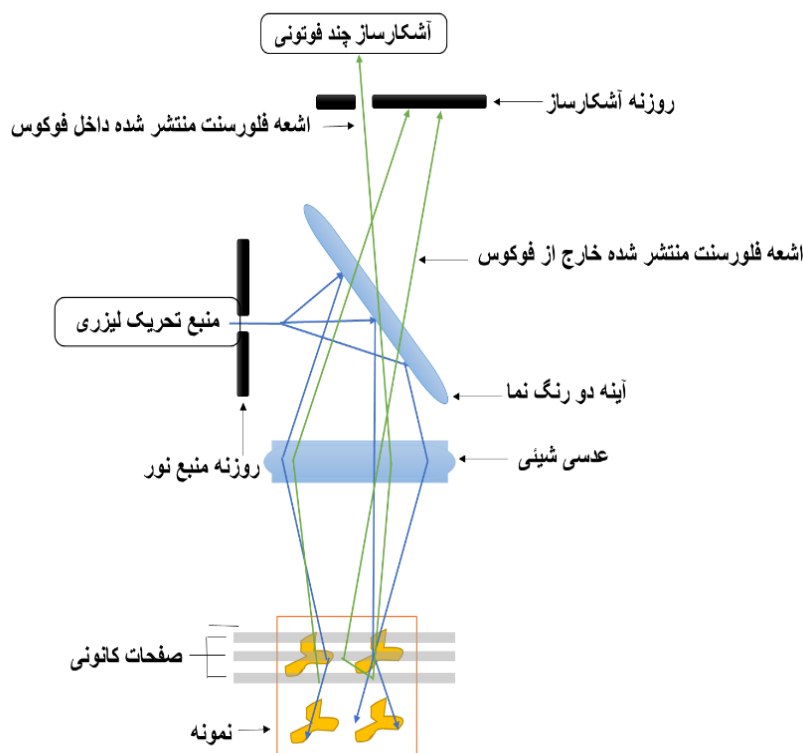 آشکارساز چند فوتونی
روزنه آشکارساز
اشعه فلورسنت منتشر شده داخل فوکوس
اشعه فلورسنت منتشر شده خارج از فوکوس
منبع تحریک لیزری
آینه دو رنگ نما
عدسی شیئی
روزنه منبع نور
صفحات کانونی
نمونه